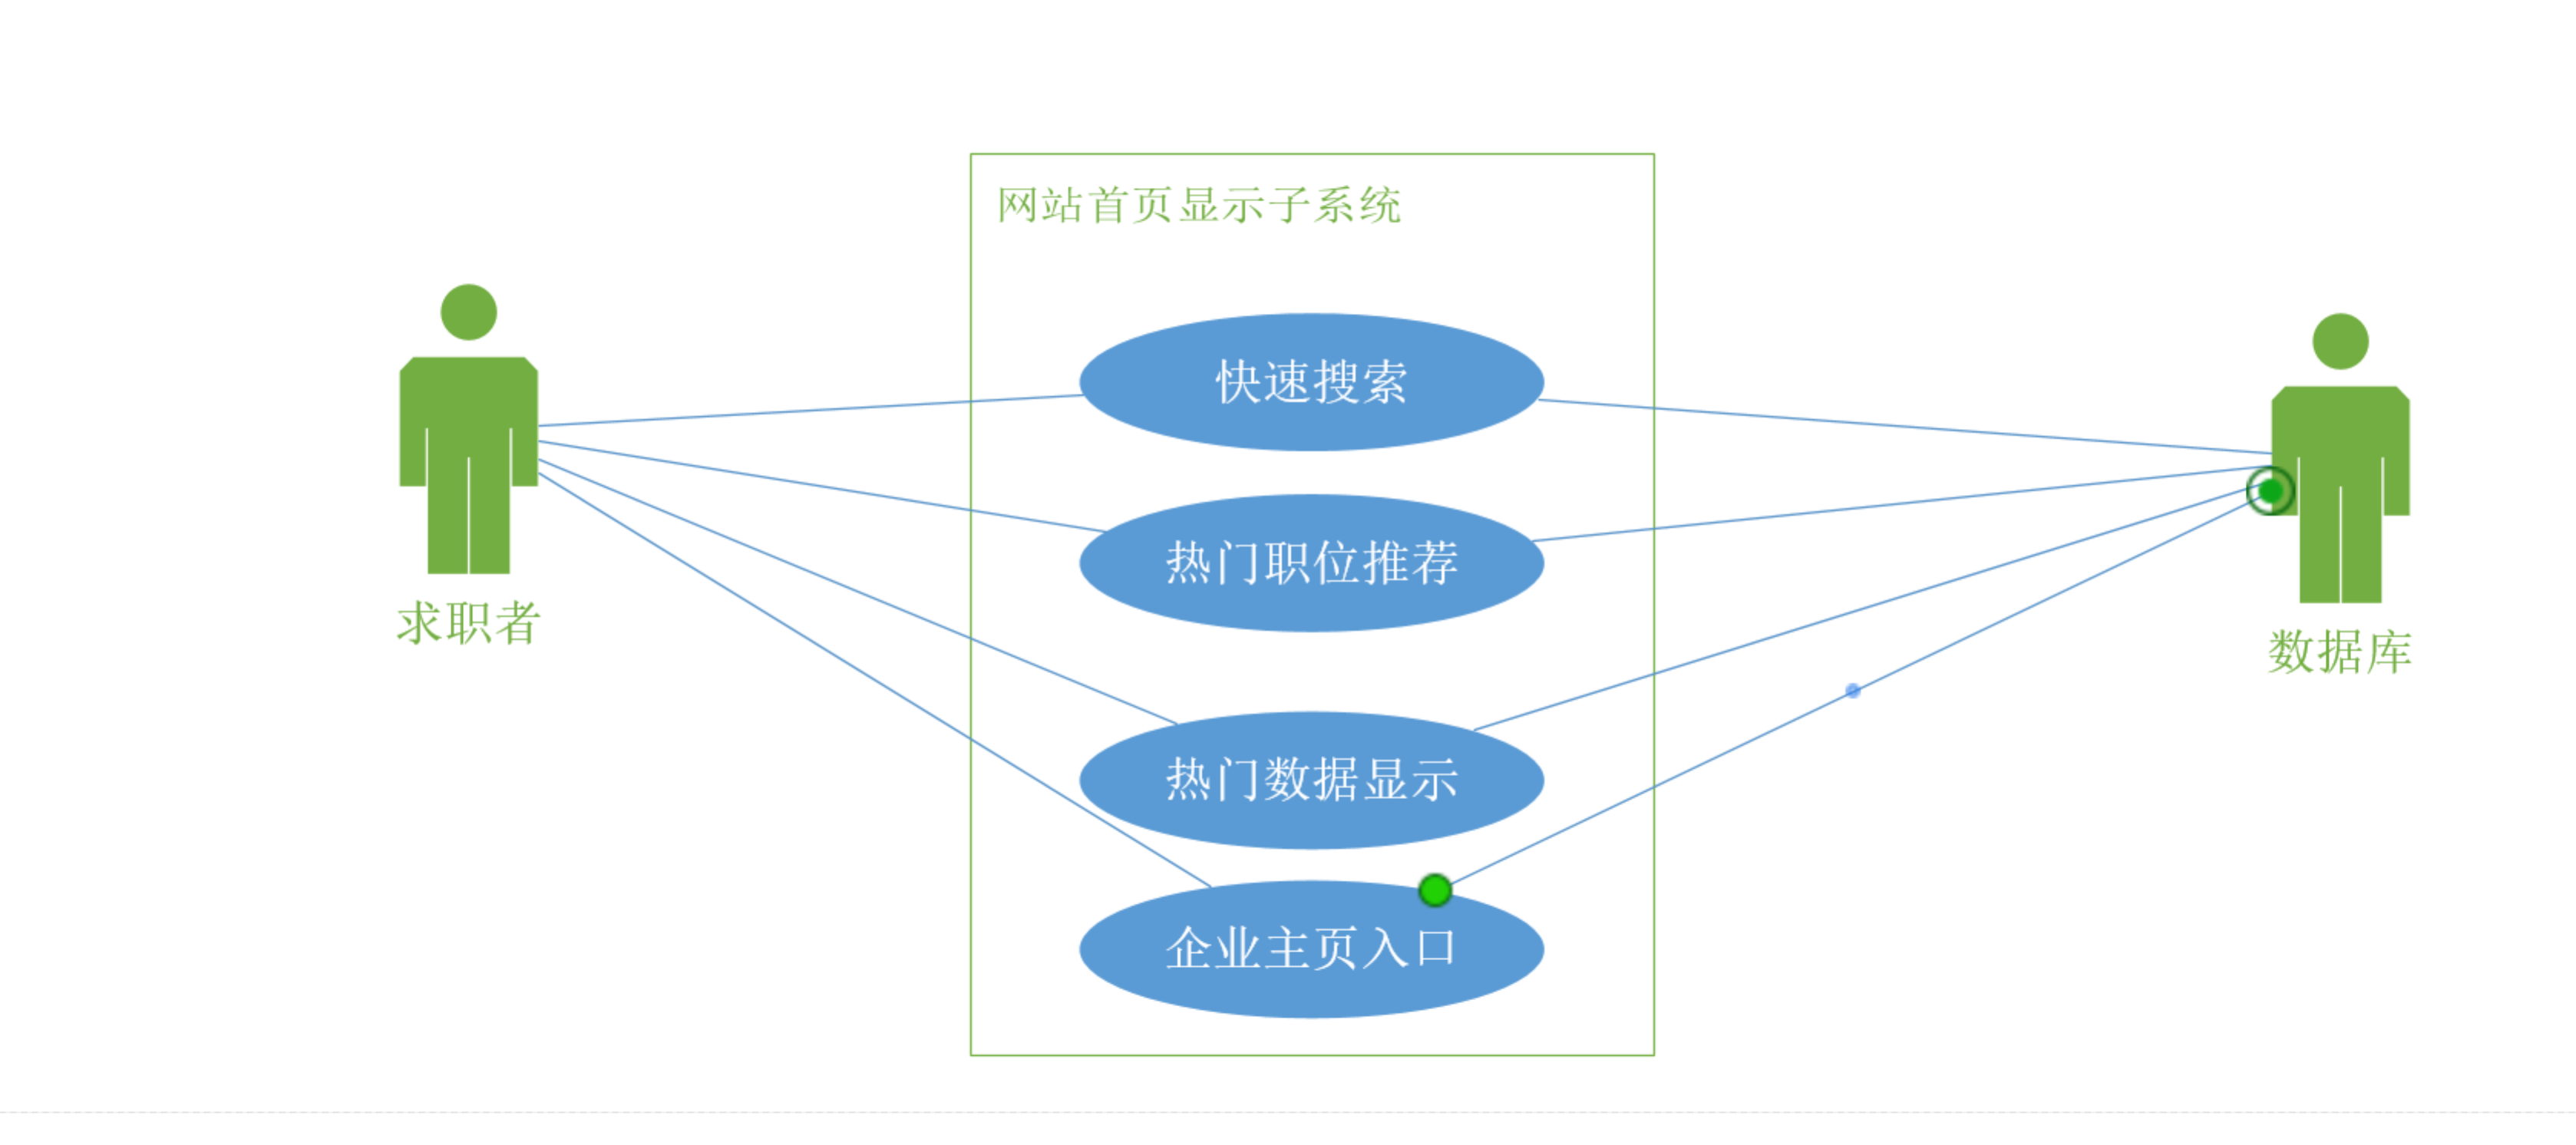 网站首页显示子系统
快速搜索
热门职位推荐
求职者
数据库
热门数据显示
企业主页入口